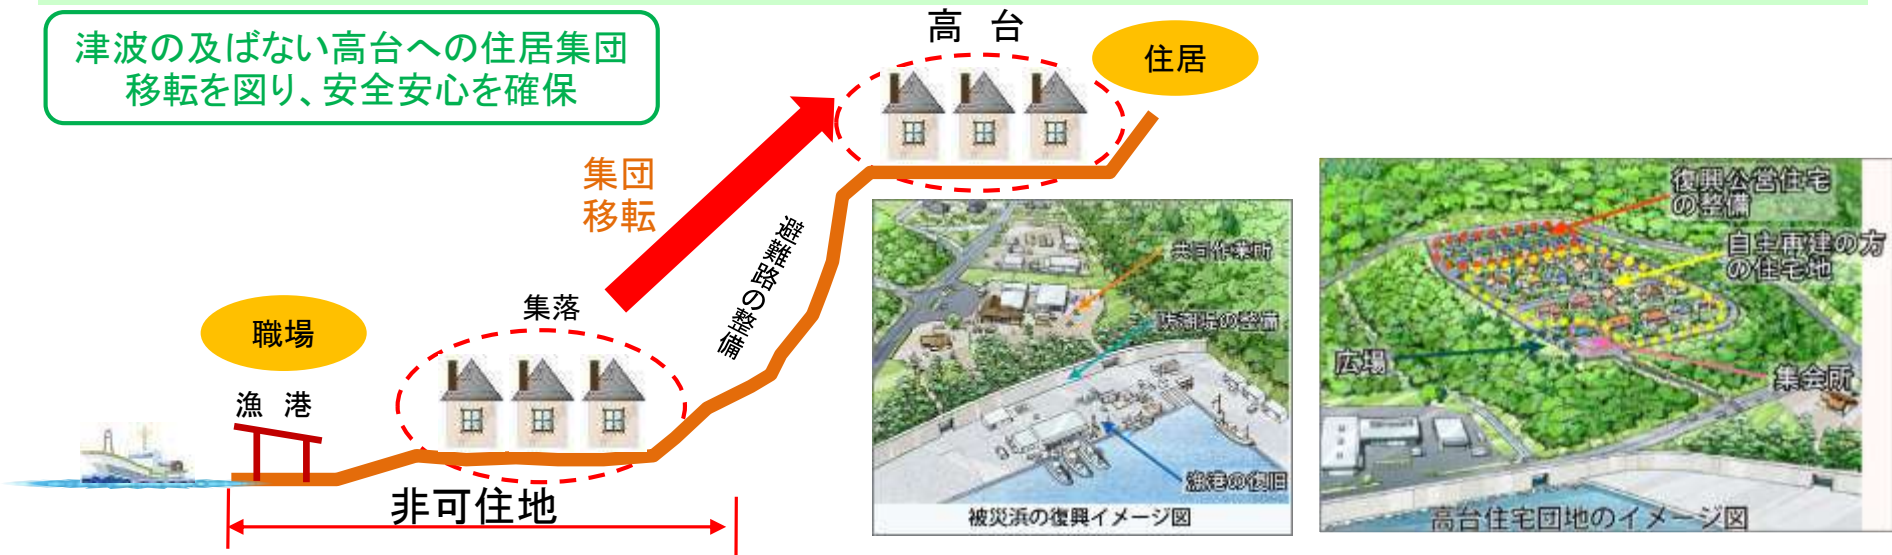 津波の及ばない高台への住居集団
移転を図り、安全安心を確保
高 台
住居
集団
移転
避難路の整備
集落
職場
漁 港
非可住地
共同作業所
防潮堤の整備
漁港の復旧
被災浜の復興イメージ図
復興公営住宅
の整備
自主再建の方
の住宅地
広場
集会所
高台住宅団地のイメージ図